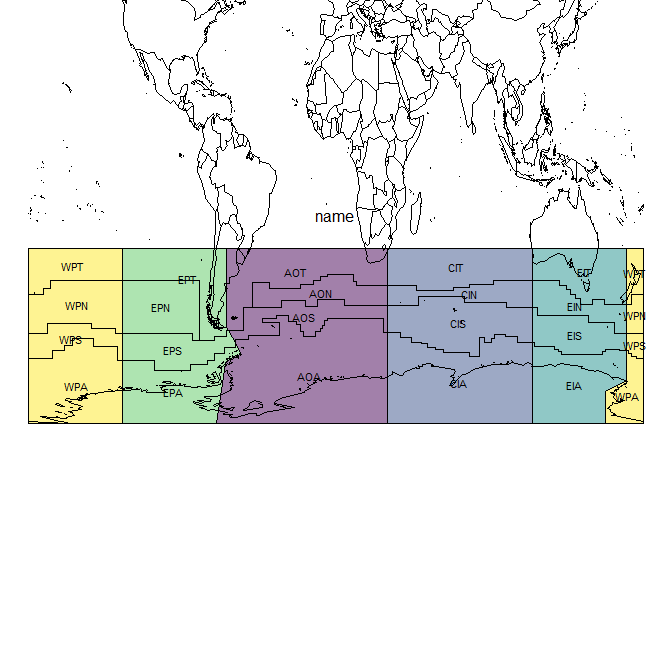 name
WPT
EPT
AOT
CIT
EIT
WPT
WPN
EPN
AON
CIN
EIN
WPN
WPS
EPS
AOS
CIS
EIS
WPS
WPA
EPA
AOA
CIA
EIA
WPA